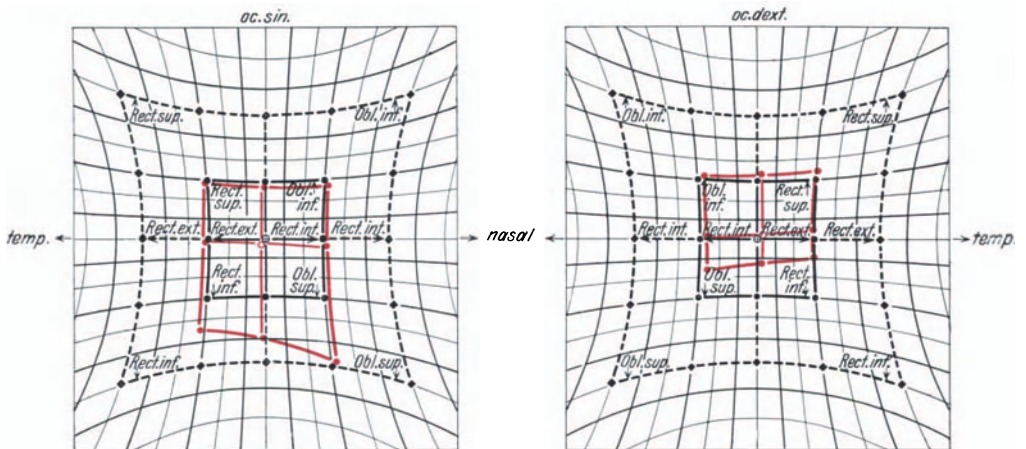 oc.sin.
Rect.sup. Obl.inf.
Rect. sup. Obl. inf.
temp. Rect.ext. Rect.ext. Rect.int. Rect.int. nasal
Rect. inf. Obl. sup.
Rect.inf. Obl.sup.
oc.dext.
Obl.inf. Rect.sup.
Obl. inf. Rect. sup.
Rect.int. Rect.int Rect.ext. Rect.ext. temp.
Obl. sup. Rect. inf.
Obl.sup. Rect.inf.